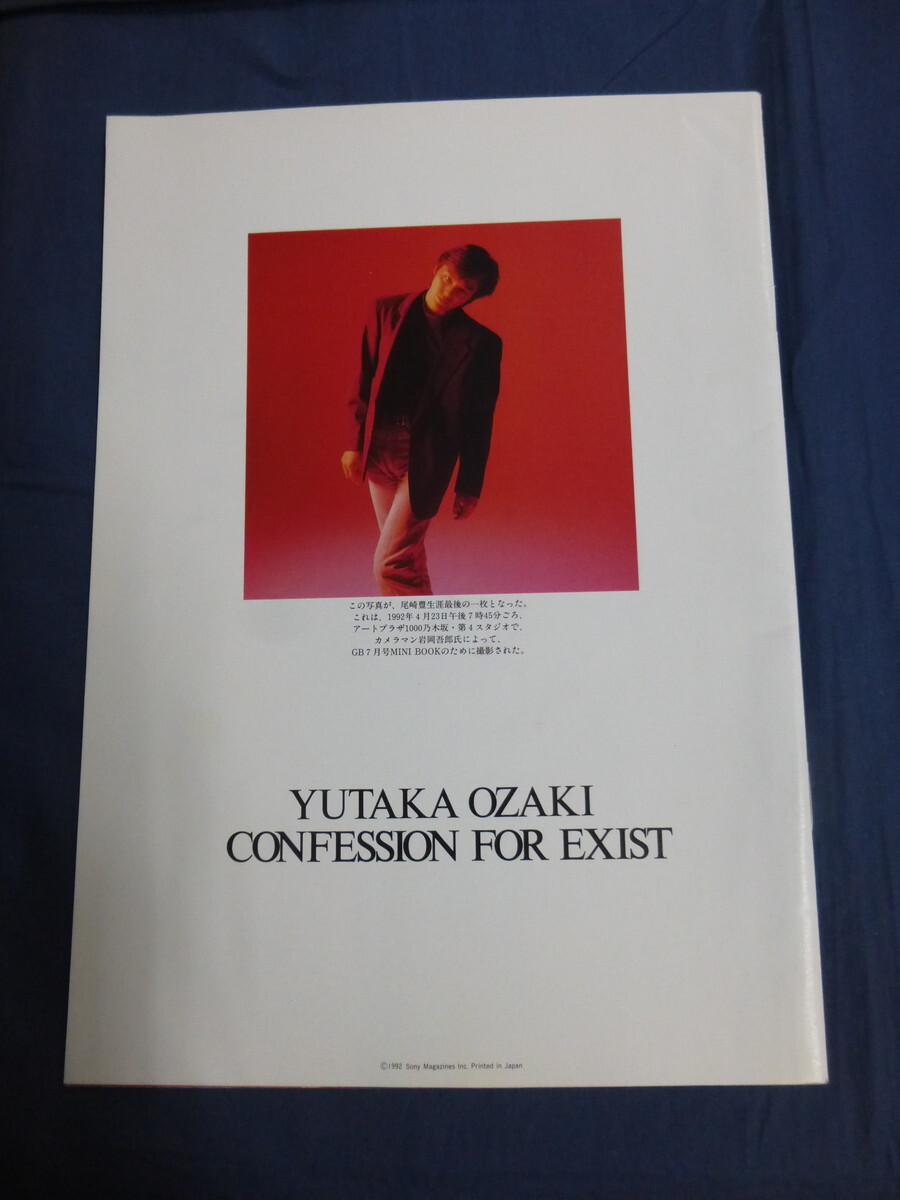 この写真が、尾崎豊生涯最後の一枚となった。
これは、1992年4月23日午後7時45分ごろ、
アートプラザ1000乃木坂・第4スタジオで、
カメラマン岩岡吾郎氏によって、
GB7月号MINI BOOKのために撮影された。
YUTAKA OZAKI
CONFESSION FOR EXIST
©1992 Sony Magazines Inc. Printed in Japan